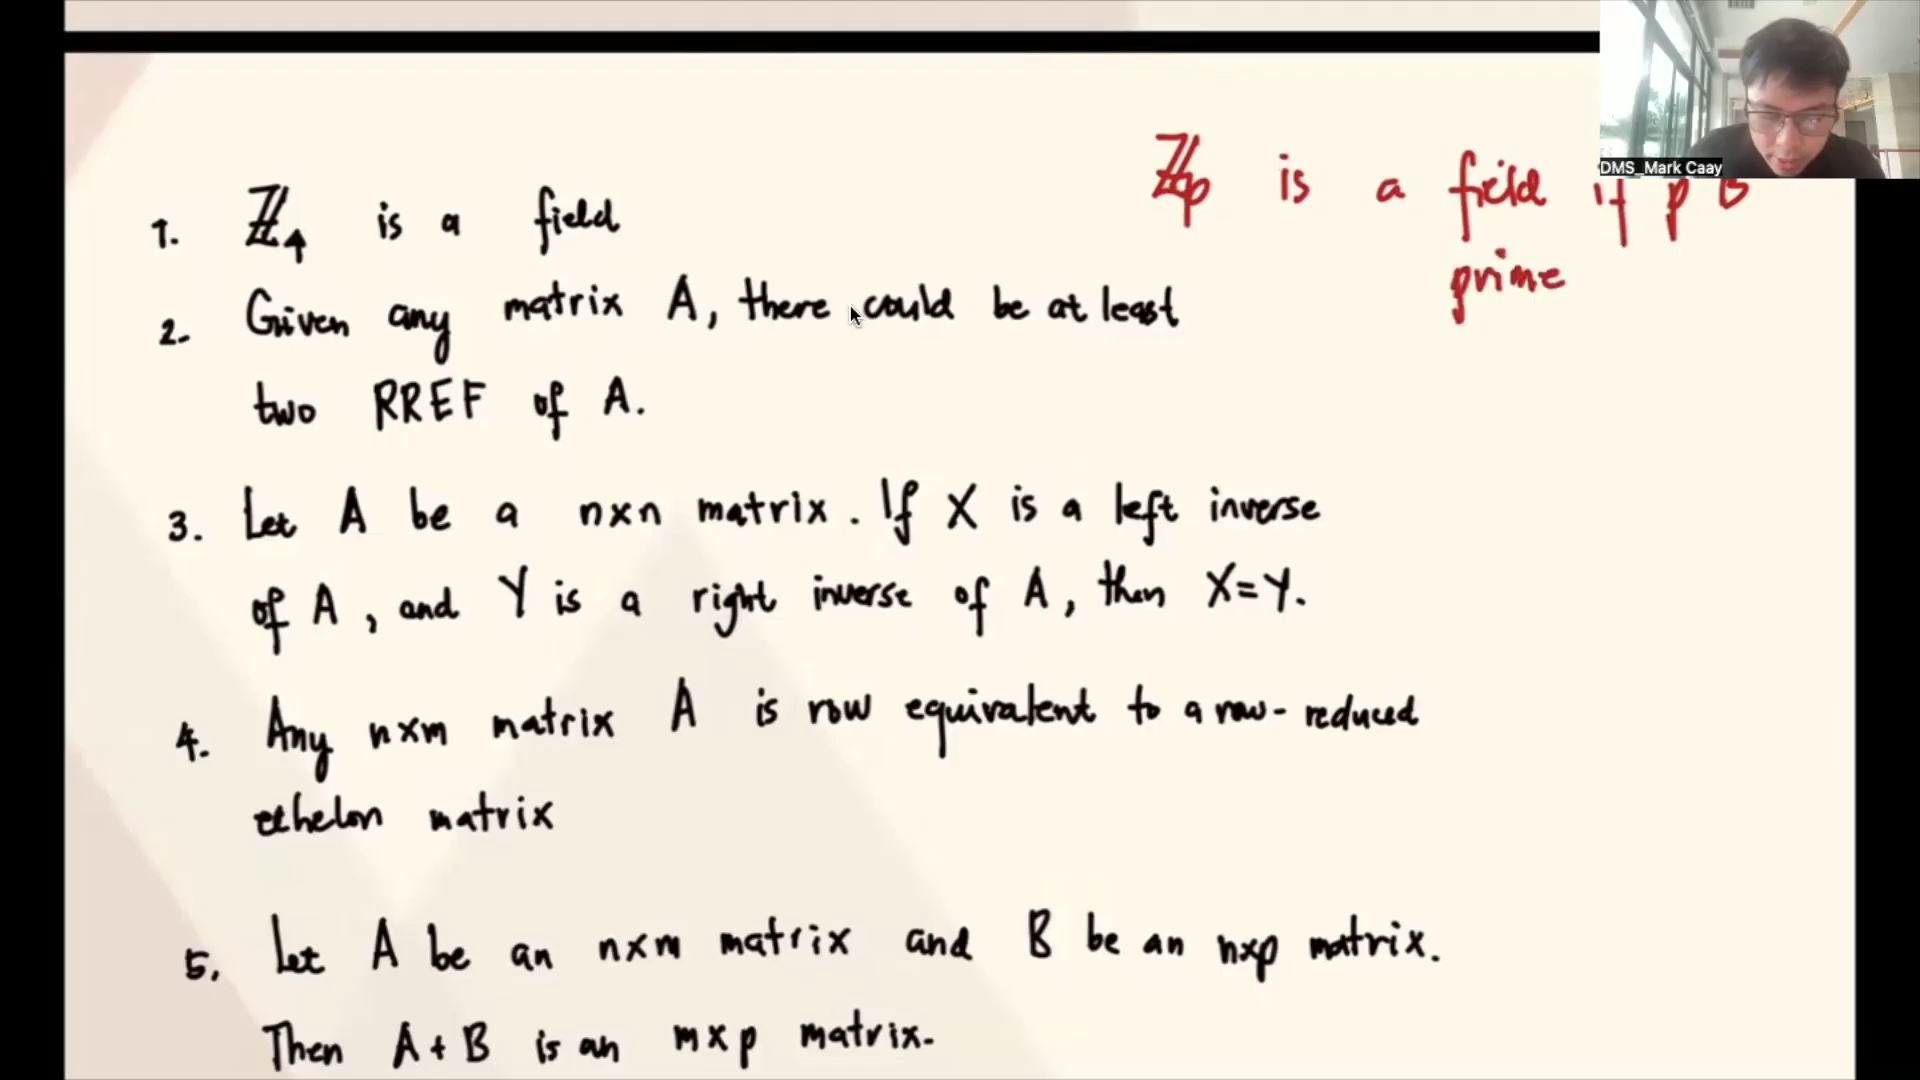 DMS_Mark Caay
ℤp is a field if p is
prime
1. ℤ4 is a field
2. Given any matrix A, there could be at least
two RREF of A.
3. Let A be a n×n matrix. If X is a left inverse
of A, and Y is a right inverse of A, then X=Y.
4. Any n×m matrix A is row equivalent to a row-reduced
echelon matrix
5. Let A be an n×m matrix and B be an n×p matrix.
Then A+B is an m×p matrix.